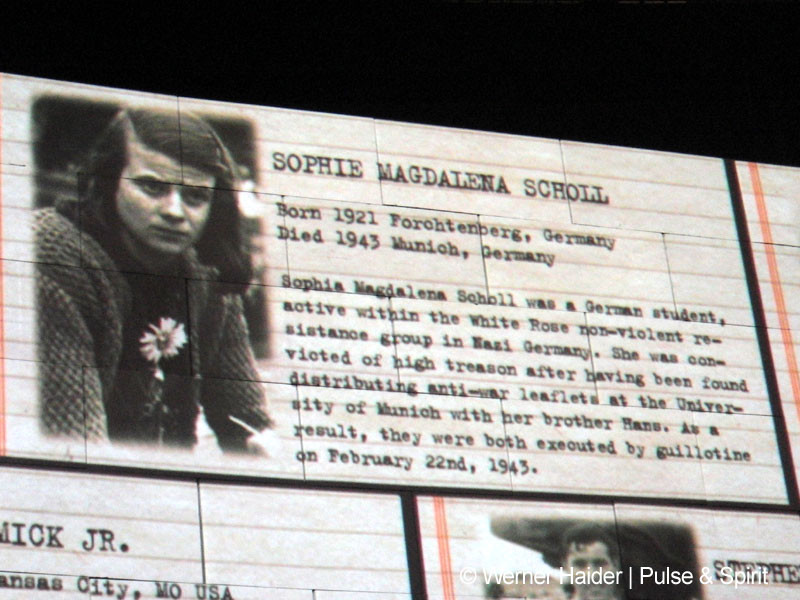 SOPHIE MAGDALENA SCHOLL
Born 1921 Forchtenberg, Germany
Died 1943 Munich, Germany
Sophia Magdalena Scholl was a German student,
active within the White Rose non-violent re-
sistance group in Nazi Germany. She was con-
victed of high treason after having been found
distributing anti-war leaflets at the Univer-
sity of Munich with her brother Hans. As a
result, they were both executed by guillotine
on February 22nd, 1943.
MICK JR.
ansas City, MO USA
STEPHE
© Werner Haider | Pulse & Spirit